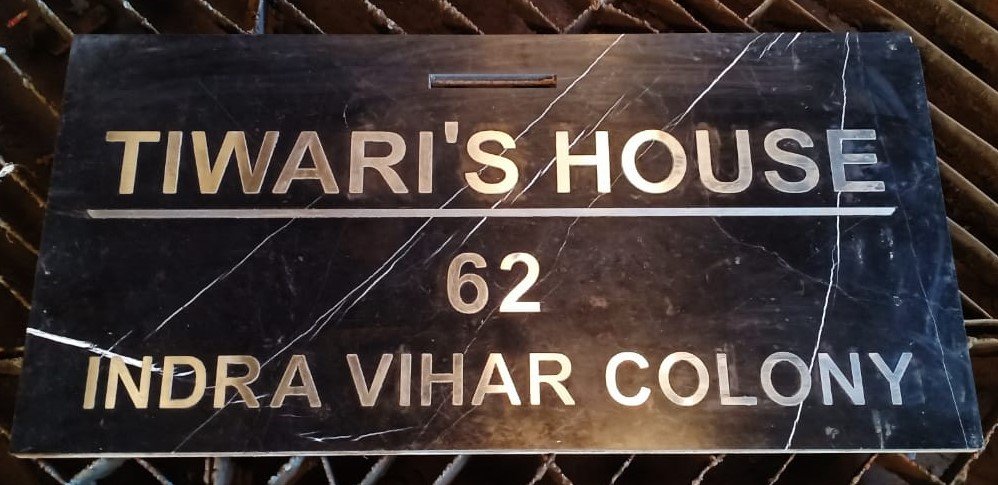 TIWARI'S HOUSE
62
INDRA VIHAR COLONY